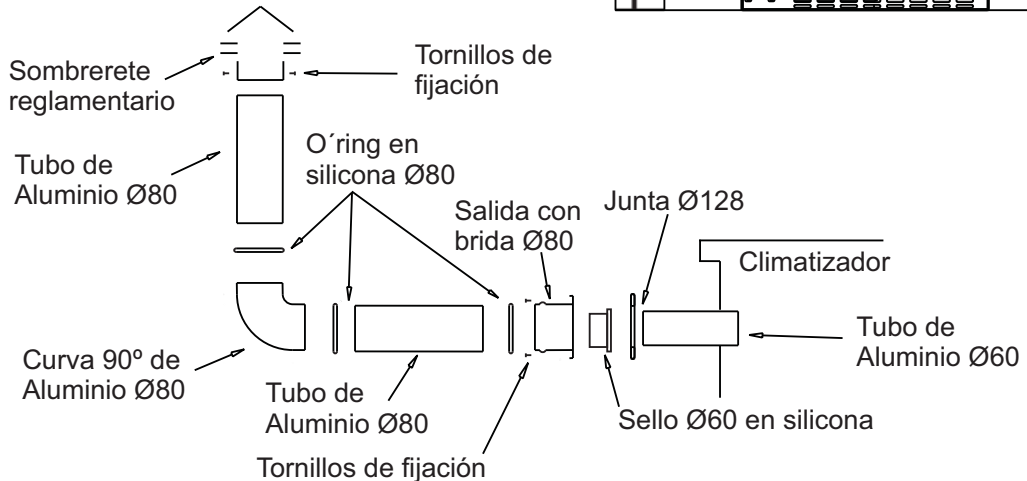 Sombrerete
reglamentario
Tornillos de
fijación
Tubo de
Aluminio Ø80
O´ring en
silicona Ø80
Salida con
brida Ø80
Junta Ø128
Climatizador
Tubo de
Aluminio Ø60
Curva 90º de
Aluminio Ø80
Tubo de
Aluminio Ø80
Sello Ø60 en silicona
Tornillos de fijación